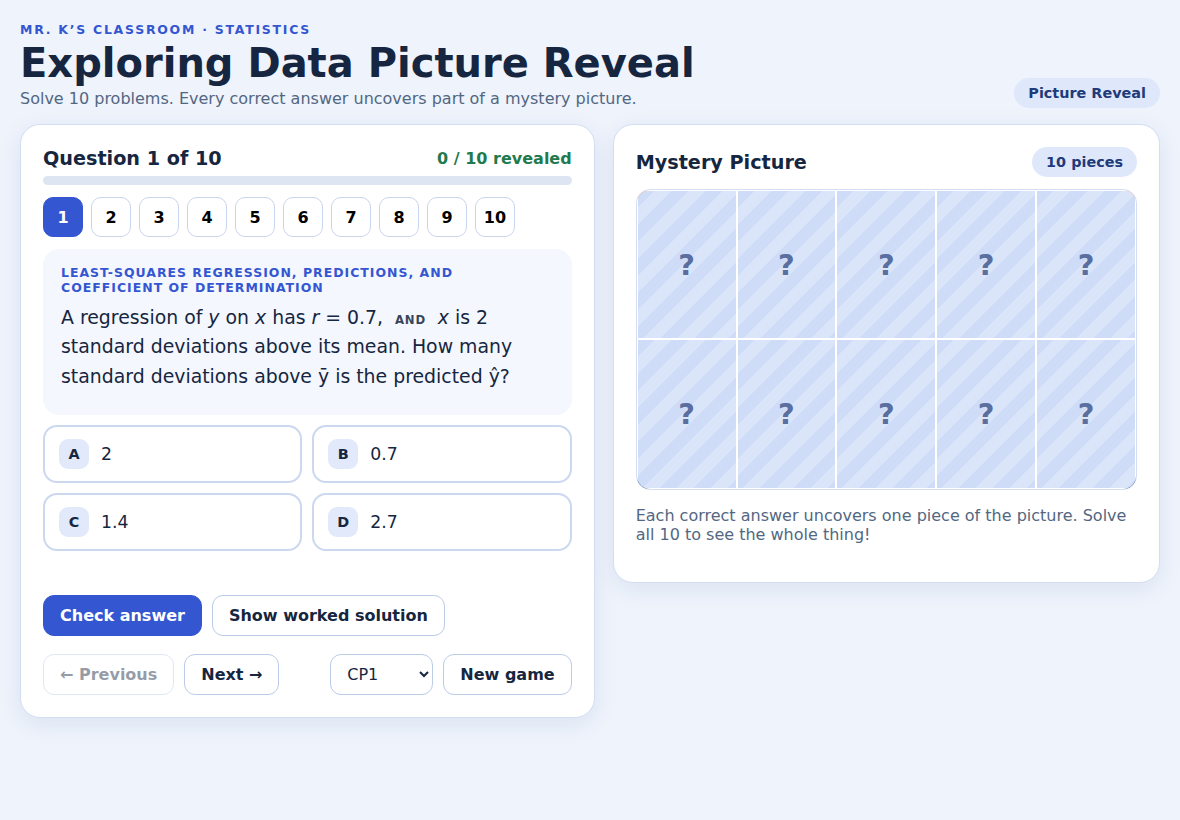 MR. K’S CLASSROOM · STATISTICS
Exploring Data Picture Reveal
Solve 10 problems. Every correct answer uncovers part of a mystery picture.
Picture Reveal
Question 1 of 10
0 / 10 revealed
1 2 3 4 5 6 7 8 9 10
LEAST-SQUARES REGRESSION, PREDICTIONS, AND
COEFFICIENT OF DETERMINATION
A regression of y on x has r = 0.7, AND x is 2
standard deviations above its mean. How many
standard deviations above ȳ is the predicted ŷ?
A 2
B 0.7
C 1.4
D 2.7
Check answer
Show worked solution
← Previous
Next →
CP1
New game
Mystery Picture
10 pieces
? ? ? ? ?
? ? ? ? ?
Each correct answer uncovers one piece of the picture. Solve
all 10 to see the whole thing!